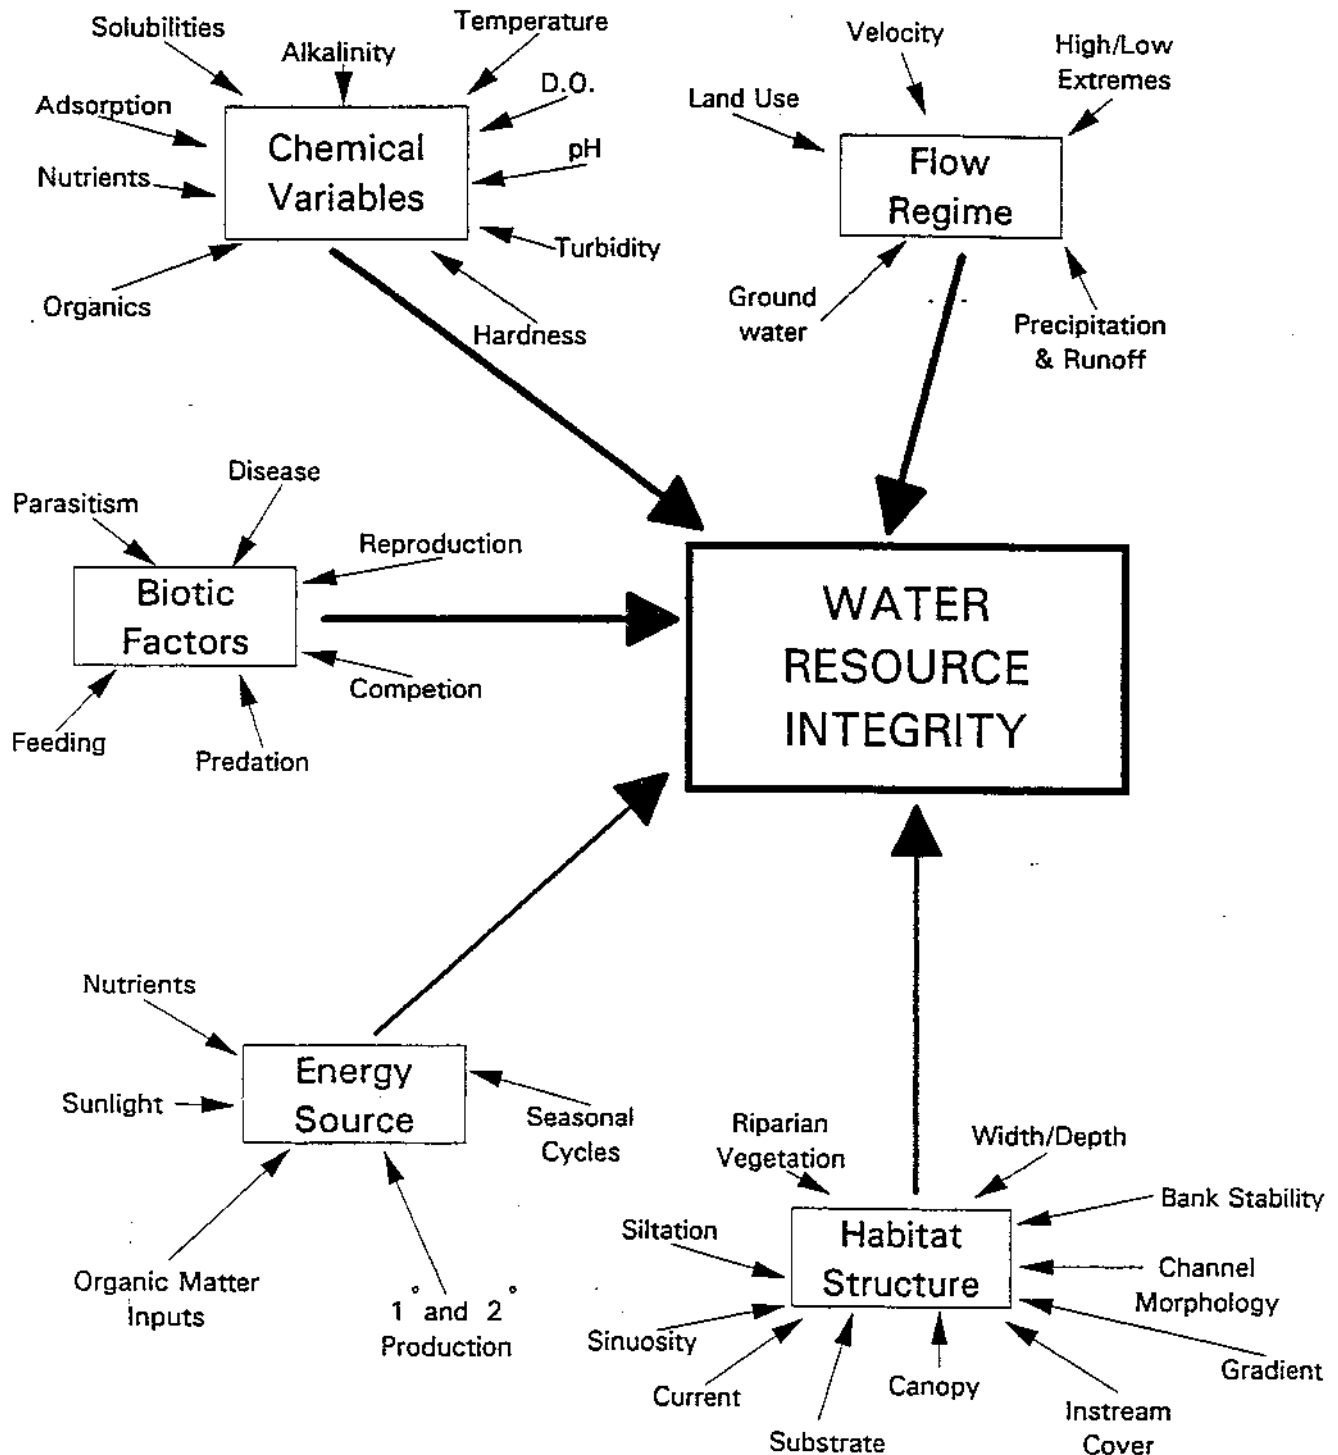 Solubilities
Alkalinity
Temperature
Adsorption
D.O.
Nutrients
pH
Chemical
Variables
Organics
Turbidity
Hardness
Velocity
High/Low
Extremes
Land Use
Flow
Regime
Ground
water
Precipitation
& Runoff
Disease
Parasitism
Reproduction
Biotic
Factors
Competion
Feeding
Predation
WATER
RESOURCE
INTEGRITY
Nutrients
Sunlight
Energy
Source
Seasonal
Cycles
Organic Matter
Inputs
1° and 2°
Production
Riparian
Vegetation
Width/Depth
Bank Stability
Siltation
Habitat
Structure
Channel
Morphology
Sinuosity
Gradient
Current
Canopy
Substrate
Instream
Cover